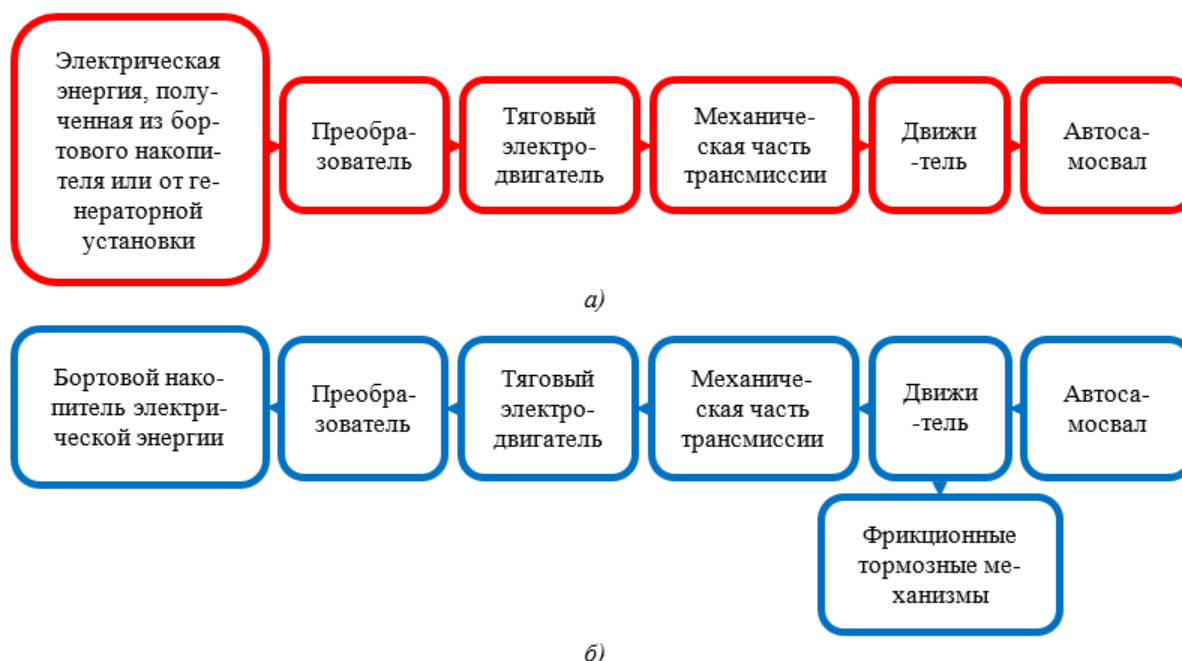 Электрическая
энергия, полу-
ченная из бор-
тового накопи-
теля или от ге-
нераторной
установки
Преобра-
зователь
Тяговый
электро-
двигатель
Механиче-
ская часть
трансмиссии
Движи
-тель
Автоса-
мосвал
а)
Бортовой нако-
питель электри-
ческой энергии
Преобра-
зователь
Тяговый
электро-
двигатель
Механиче-
ская часть
трансмиссии
Движи
-тель
Автоса-
мосвал
Фрикционные
тормозные ме-
ханизмы
б)